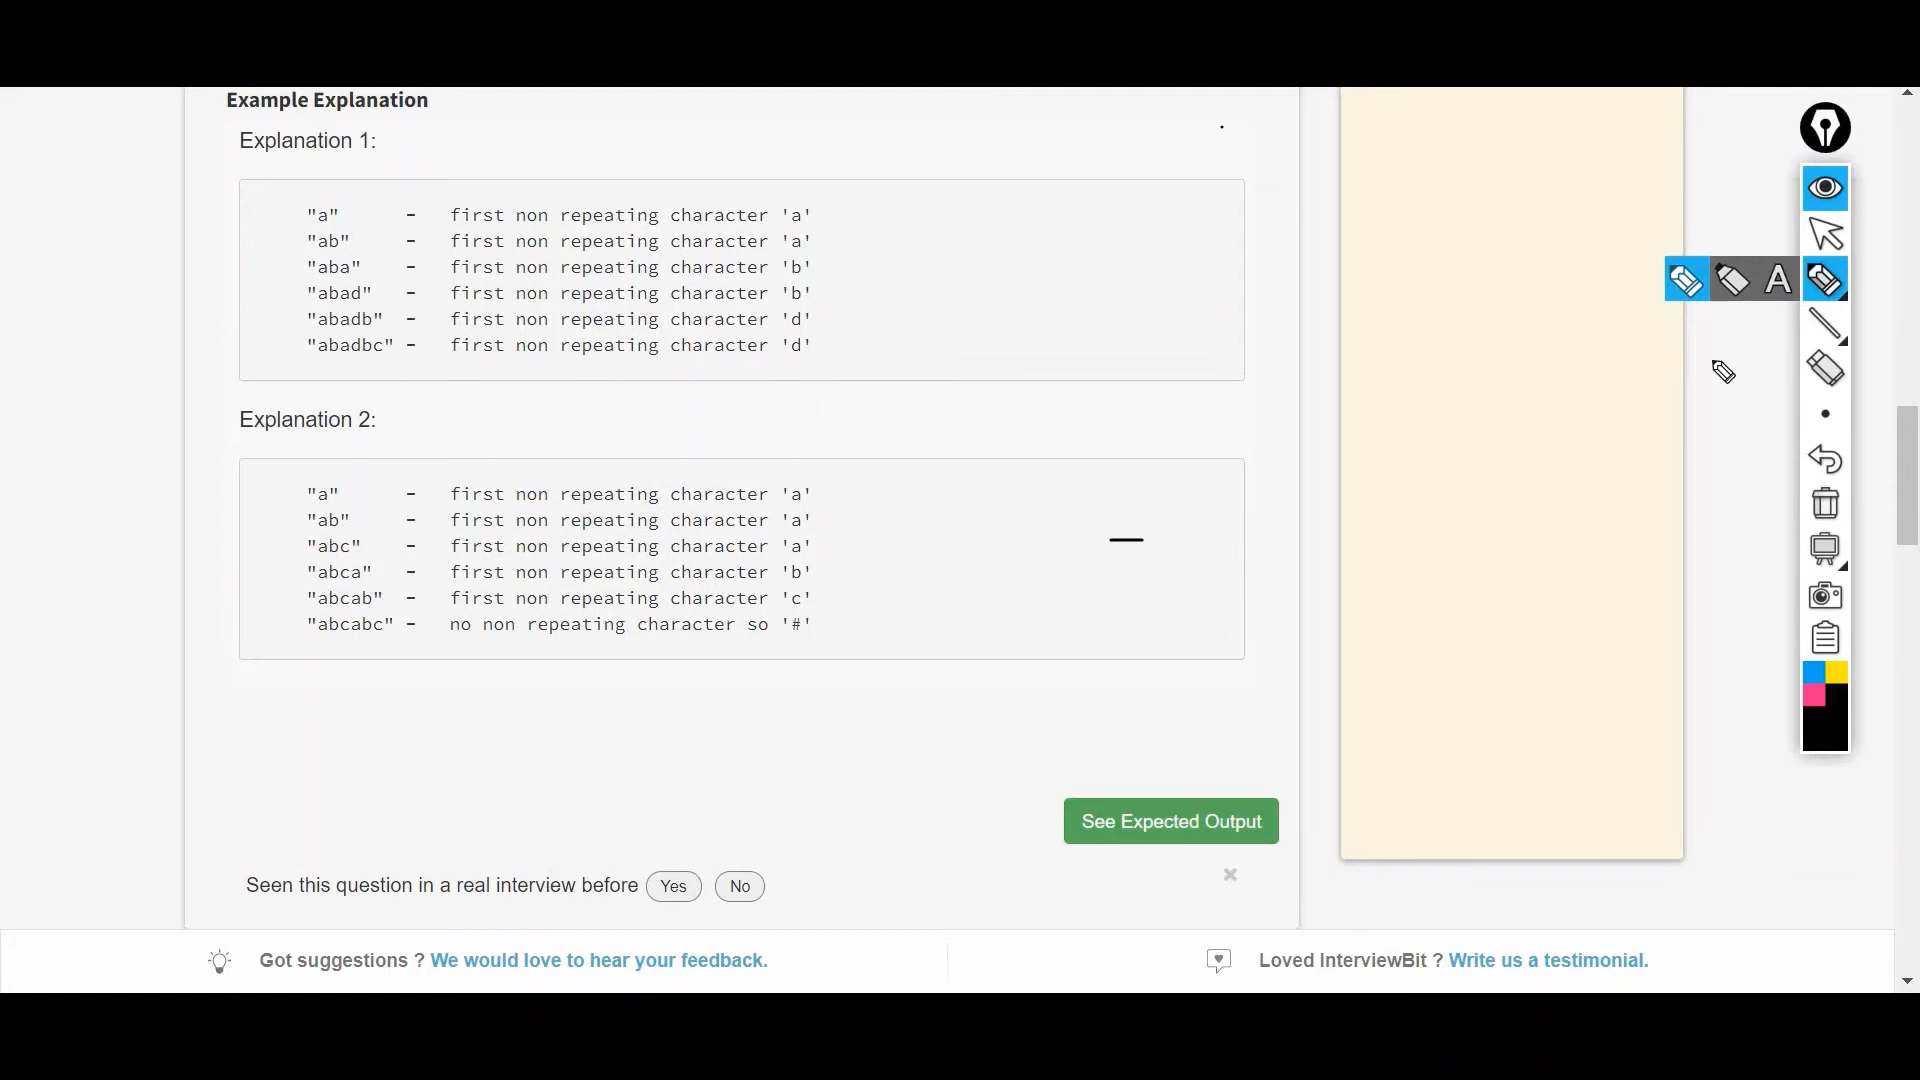 Example Explanation
Explanation 1:
"a"      -   first non repeating character 'a'
"ab"     -   first non repeating character 'a'
"aba"    -   first non repeating character 'b'
"abad"   -   first non repeating character 'b'
"abadb"  -   first non repeating character 'd'
"abadbc" -   first non repeating character 'd'
Explanation 2:
"a"      -   first non repeating character 'a'
"ab"     -   first non repeating character 'a'
"abc"    -   first non repeating character 'a'
"abca"   -   first non repeating character 'b'
"abcab"  -   first non repeating character 'c'
"abcabc" -   no non repeating character so '#'
A
See Expected Output
Seen this question in a real interview before Yes No
Got suggestions ? We would love to hear your feedback.
Loved InterviewBit ? Write us a testimonial.